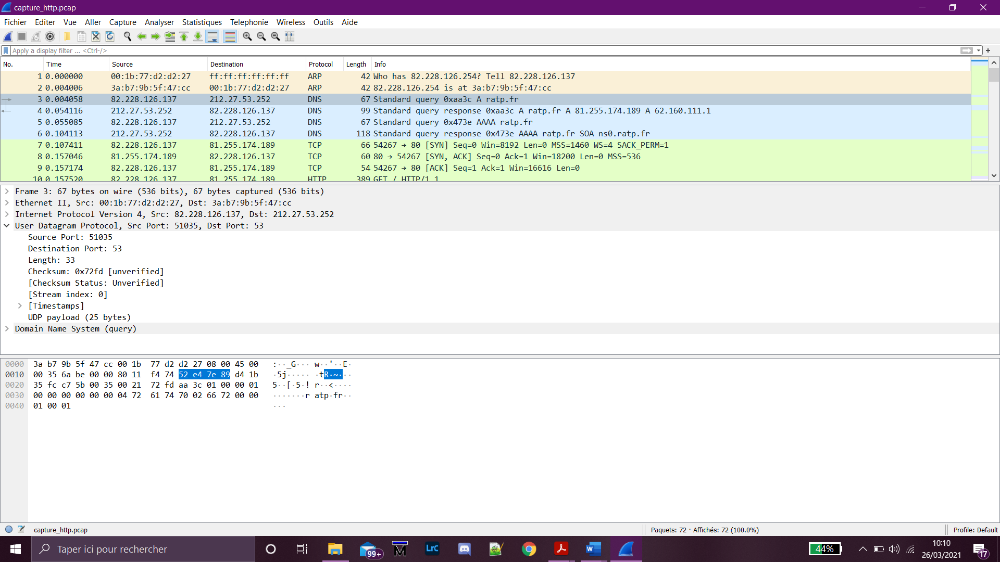 capture_http.pcap
Fichier Editer Vue Aller Capture Analyser Statistiques Telephonie Wireless Outils Aide
Apply a display filter ... <Ctrl-/>
No. Time Source Destination Protocol Length Info
1 0.000000 00:1b:77:d2:d2:27 ff:ff:ff:ff:ff:ff ARP 42 Who has 82.228.126.254? Tell 82.228.126.137
2 0.004006 3a:b7:9b:5f:47:cc 00:1b:77:d2:d2:27 ARP 42 82.228.126.254 is at 3a:b7:9b:5f:47:cc
3 0.004058 82.228.126.137 212.27.53.252 DNS 67 Standard query 0xaa3c A ratp.fr
4 0.054116 212.27.53.252 82.228.126.137 DNS 99 Standard query response 0xaa3c A ratp.fr A 81.255.174.189 A 62.160.111.1
5 0.055085 82.228.126.137 212.27.53.252 DNS 67 Standard query 0x473e AAAA ratp.fr
6 0.104113 212.27.53.252 82.228.126.137 DNS 118 Standard query response 0x473e AAAA ratp.fr SOA ns0.ratp.fr
7 0.107411 82.228.126.137 81.255.174.189 TCP 66 54267 → 80 [SYN] Seq=0 Win=8192 Len=0 MSS=1460 WS=4 SACK_PERM=1
8 0.157046 81.255.174.189 82.228.126.137 TCP 60 80 → 54267 [SYN, ACK] Seq=0 Ack=1 Win=18200 Len=0 MSS=536
9 0.157174 82.228.126.137 81.255.174.189 TCP 54 54267 → 80 [ACK] Seq=1 Ack=1 Win=16616 Len=0
10 0.157520 82.228.126.137 81.255.174.189 HTTP 389 GET / HTTP/1.1
Frame 3: 67 bytes on wire (536 bits), 67 bytes captured (536 bits)
Ethernet II, Src: 00:1b:77:d2:d2:27, Dst: 3a:b7:9b:5f:47:cc
Internet Protocol Version 4, Src: 82.228.126.137, Dst: 212.27.53.252
User Datagram Protocol, Src Port: 51035, Dst Port: 53
Source Port: 51035
Destination Port: 53
Length: 33
Checksum: 0x72fd [unverified]
[Checksum Status: Unverified]
[Stream index: 0]
[Timestamps]
UDP payload (25 bytes)
Domain Name System (query)
0000 3a b7 9b 5f 47 cc 00 1b 77 d2 d2 27 08 00 45 00 :··_G··· w··'··E·
0010 00 35 6a be 00 00 80 11 f4 74 52 e4 7e 89 d4 1b ·5j····· ·tR·~···
0020 35 fc c7 5b 00 35 00 21 72 fd aa 3c 01 00 00 01 5··[·5·! r··<····
0030 00 00 00 00 00 00 04 72 61 74 70 02 66 72 00 00 ·······r atp·fr··
0040 01 00 01 ···
capture_http.pcap Paquets: 72 · Affichés: 72 (100.0%) Profile: Default
Taper ici pour rechercher 99+ LrC 44% 10:10
26/03/2021 17